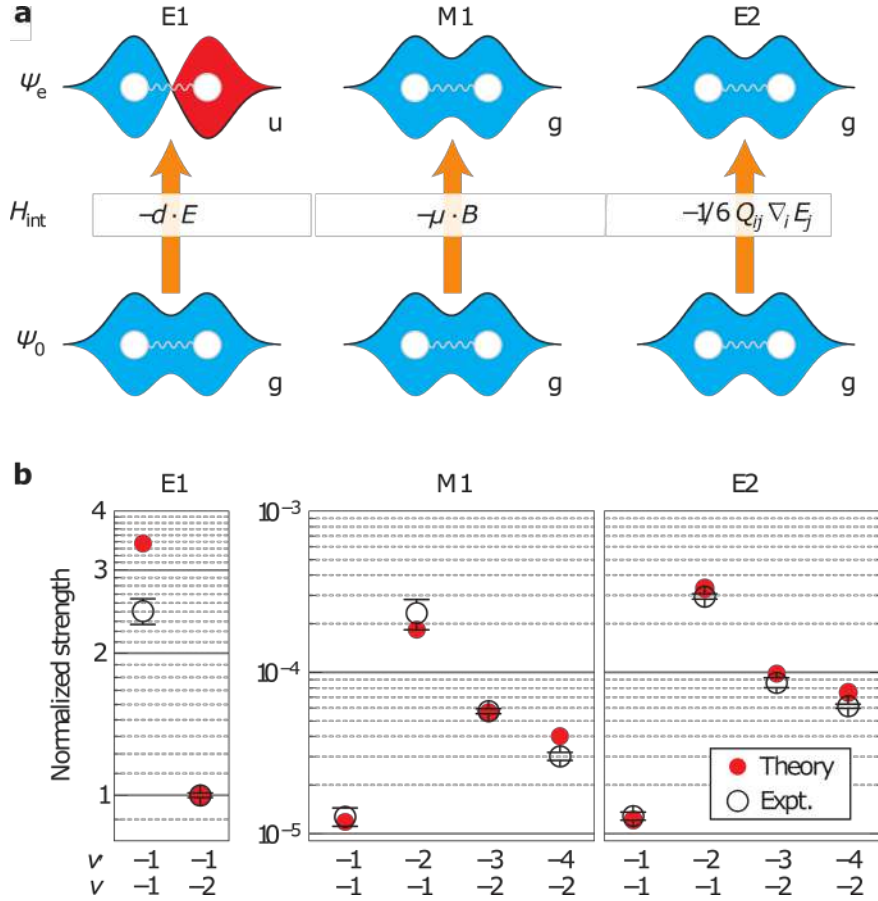 a
E1 M1 E2
ψe
u g g
Hint −d · E −μ · B −1/6 Qij ∇i Ej
ψ0
g g g
b
E1 M1 E2
Normalized strength
4
3
2
1
10−3
10−4
10−5
Theory
Expt.
v′ −1 −1 −1 −2 −3 −4 −1 −2 −3 −4
v −1 −2 −1 −1 −2 −2 −1 −1 −2 −2